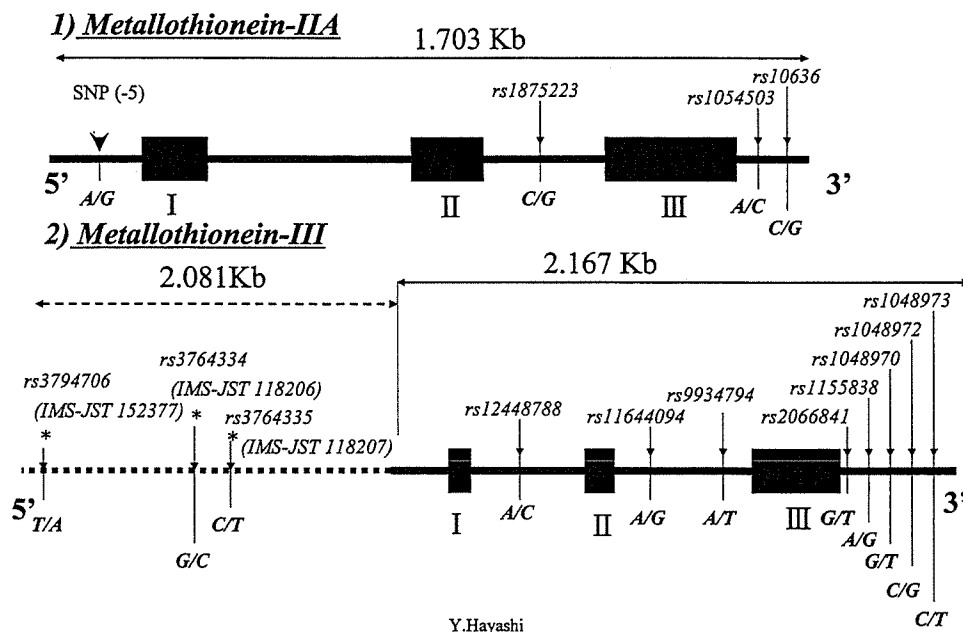 1) Metallothionein-IIA
1.703 Kb
SNP (-5)
rs1875223
rs1054503
rs10636
5’
3’
A/G
I
II
C/G
III
A/C
C/G
2) Metallothionein-III
2.081Kb
2.167 Kb
rs1048973
rs1048972
rs1048970
rs1155838
rs2066841
rs3794706
(IMS-JST 152377)
*
rs3764334
(IMS-JST 118206)
*
rs3764335
*
(IMS-JST 118207)
rs12448788
rs11644094
rs9934794
5’
3’
T/A
G/C
C/T
I
A/C
II
A/G
A/T
III
G/T
A/G
G/T
C/G
C/T
Y.Hayashi